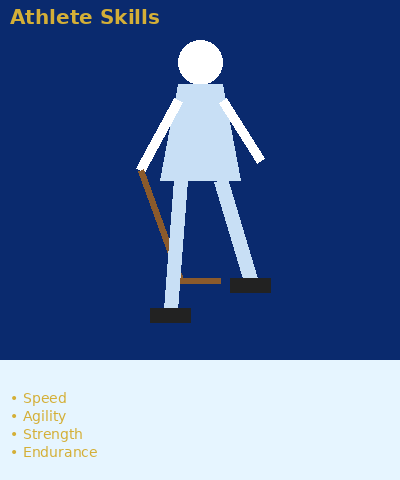 Athlete Skills
• Speed
• Agility
• Strength
• Endurance